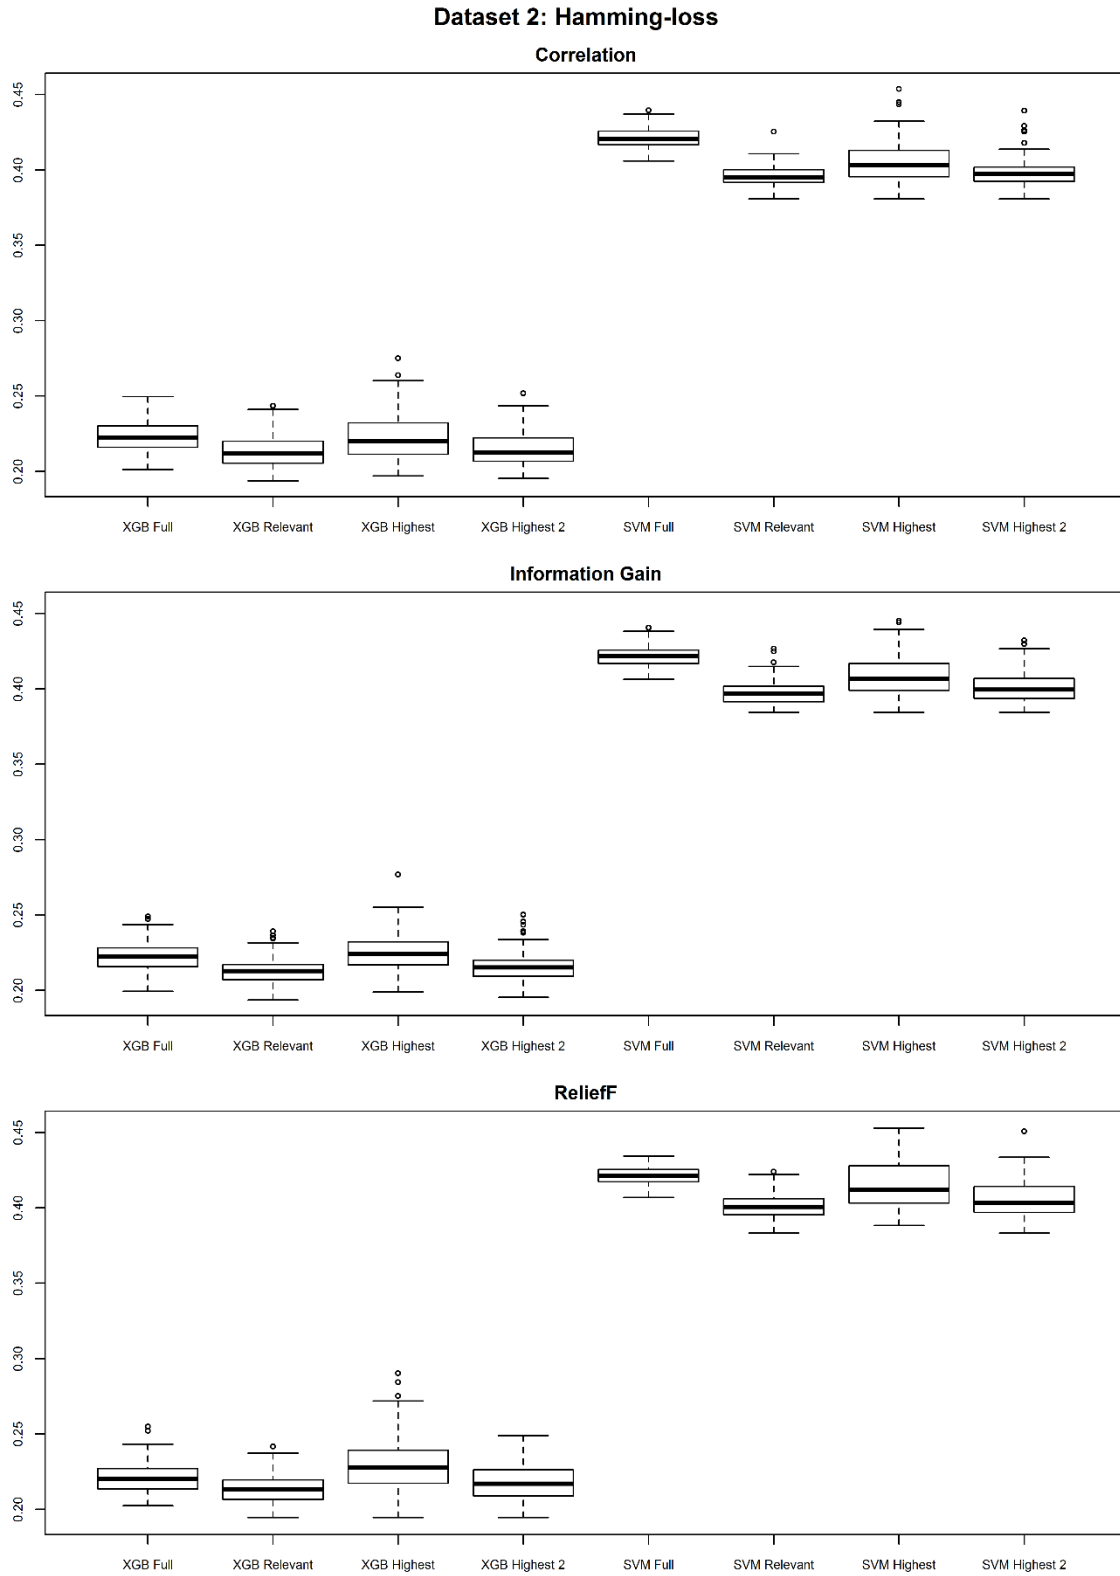 Dataset 2: Hamming-loss
Correlation
0.45
0.40
0.35
0.30
0.25
0.20
XGB Full XGB Relevant XGB Highest XGB Highest 2 SVM Full SVM Relevant SVM Highest SVM Highest 2
Information Gain
0.45
0.40
0.35
0.30
0.25
0.20
XGB Full XGB Relevant XGB Highest XGB Highest 2 SVM Full SVM Relevant SVM Highest SVM Highest 2
ReliefF
0.45
0.40
0.35
0.30
0.25
0.20
XGB Full XGB Relevant XGB Highest XGB Highest 2 SVM Full SVM Relevant SVM Highest SVM Highest 2